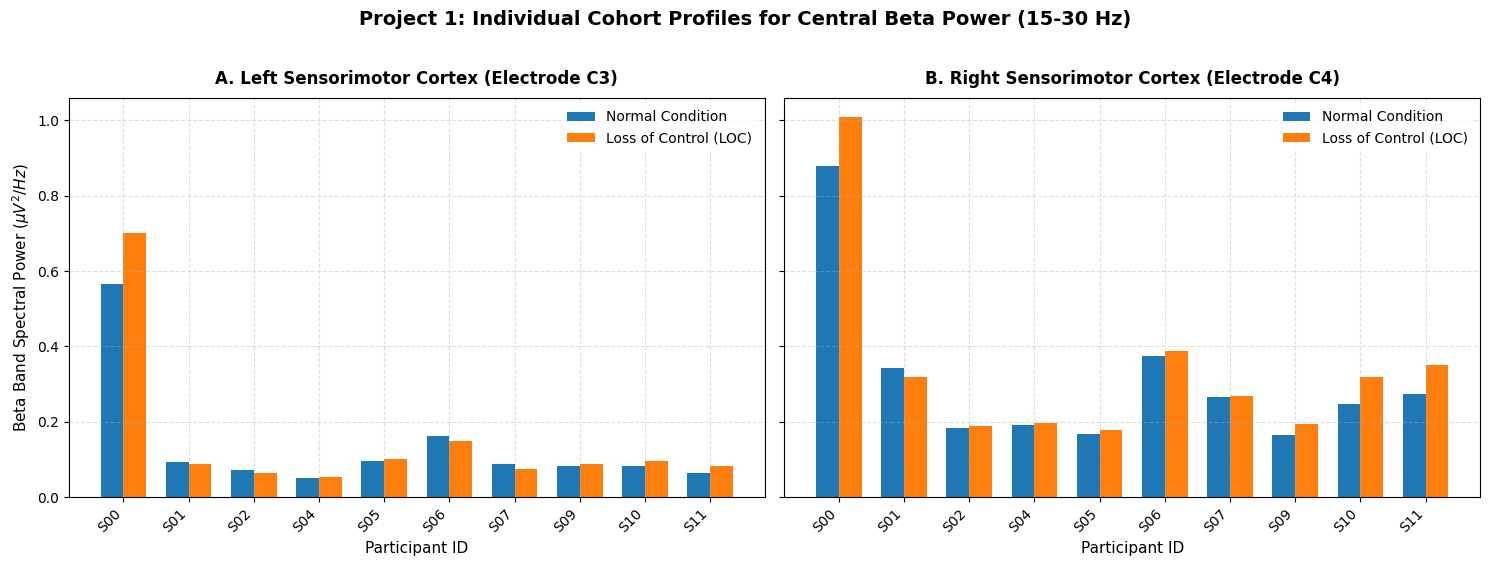 Project 1: Individual Cohort Profiles for Central Beta Power (15-30 Hz)
A. Left Sensorimotor Cortex (Electrode C3)
Beta Band Spectral Power (μV²/Hz)
1.0
0.8
0.6
0.4
0.2
0.0
Normal Condition
Loss of Control (LOC)
S00 S01 S02 S04 S05 S06 S07 S09 S10 S11
Participant ID
B. Right Sensorimotor Cortex (Electrode C4)
Normal Condition
Loss of Control (LOC)
S00 S01 S02 S04 S05 S06 S07 S09 S10 S11
Participant ID